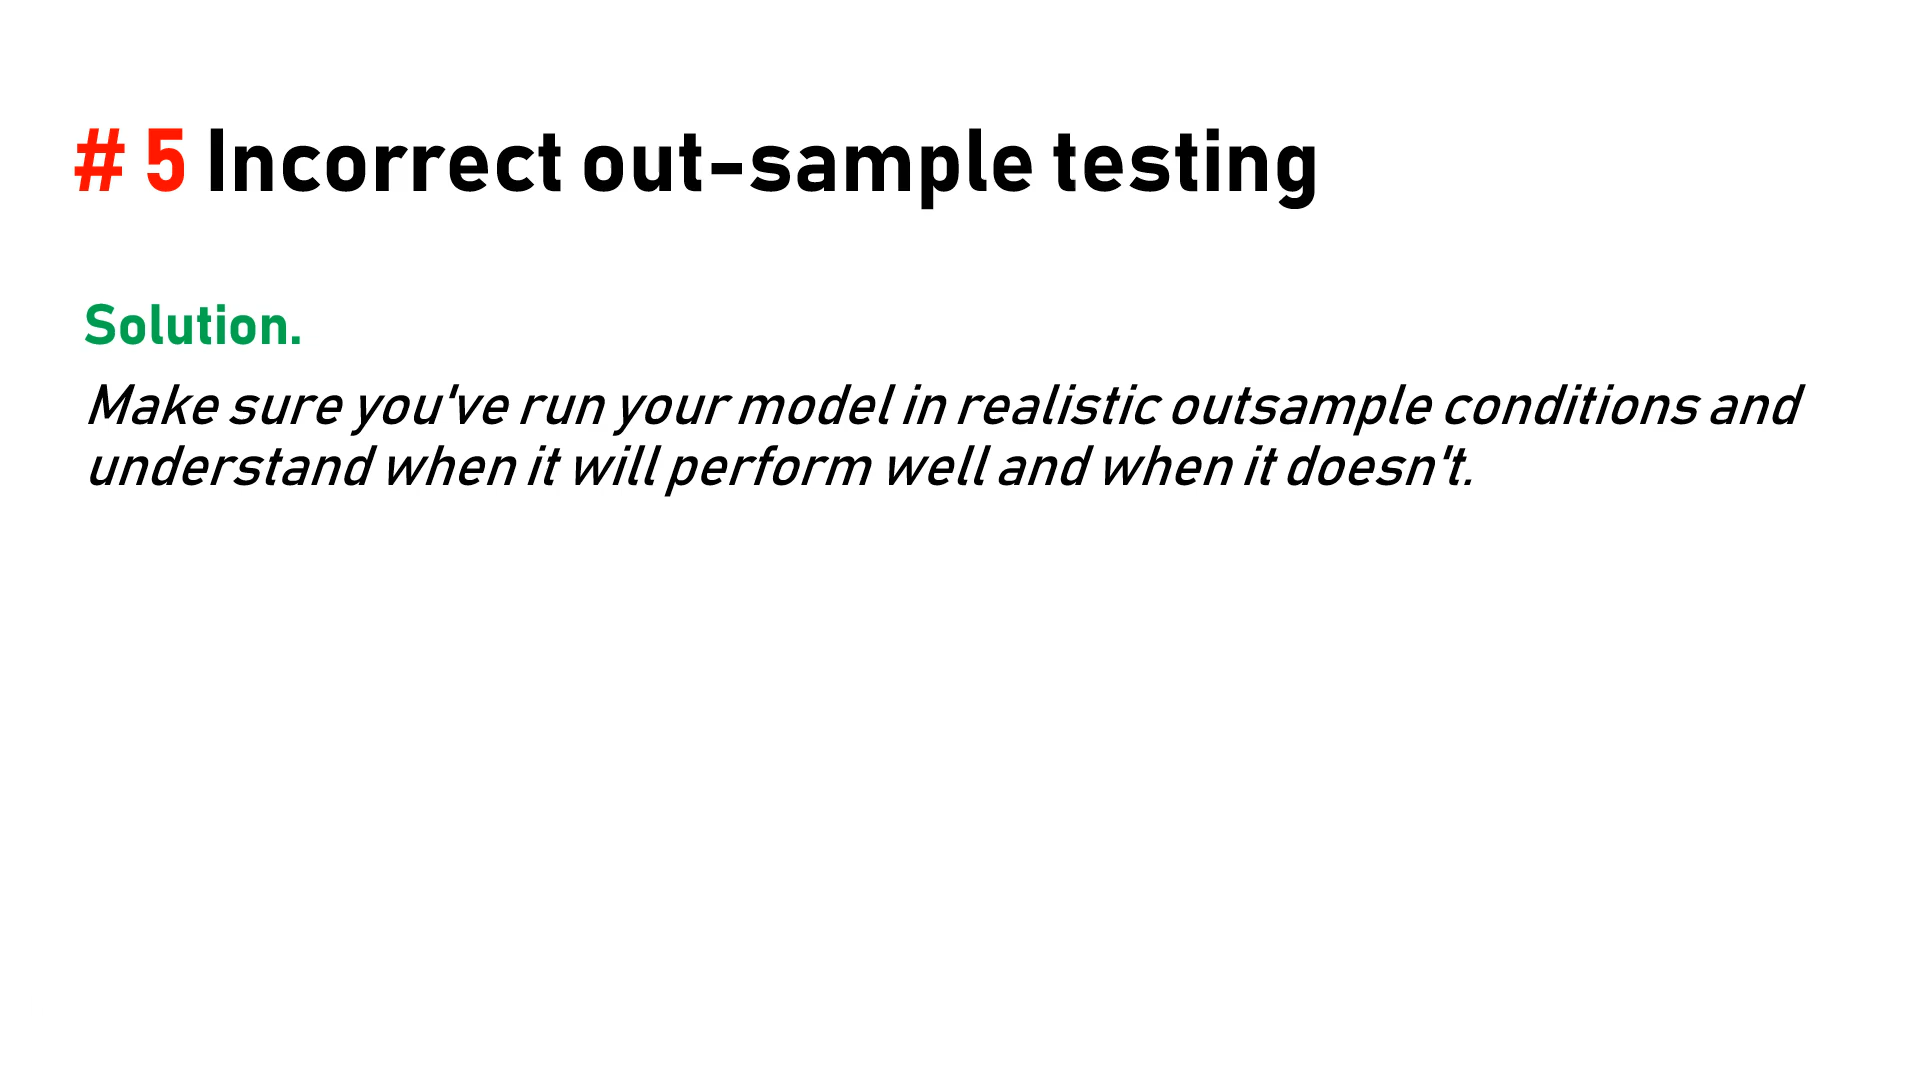 # 5 Incorrect out-sample testing
Solution.
Make sure you've run your model in realistic outsample conditions and
understand when it will perform well and when it doesn't.